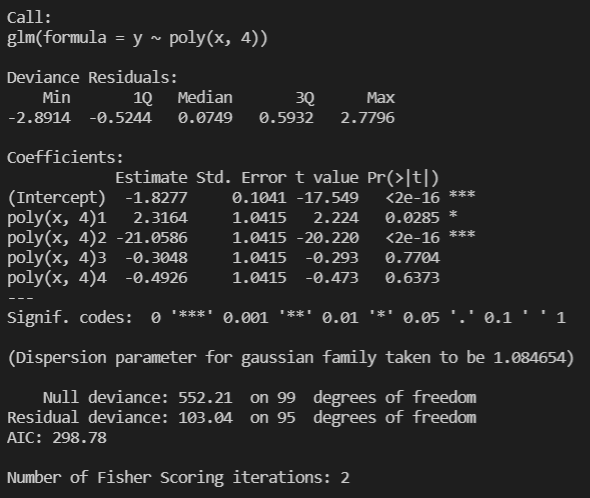 Call:
glm(formula = y ~ poly(x, 4))
Deviance Residuals:
    Min       1Q   Median       3Q      Max
-2.8914  -0.5244   0.0749   0.5932   2.7796
Coefficients:
            Estimate Std. Error t value Pr(>|t|)
(Intercept)  -1.8277     0.1041 -17.549   <2e-16 ***
poly(x, 4)1   2.3164     1.0415   2.224   0.0285 *
poly(x, 4)2 -21.0586     1.0415 -20.220   <2e-16 ***
poly(x, 4)3  -0.3048     1.0415  -0.293   0.7704
poly(x, 4)4  -0.4926     1.0415  -0.473   0.6373
---
Signif. codes:  0 '***' 0.001 '**' 0.01 '*' 0.05 '.' 0.1 ' ' 1
(Dispersion parameter for gaussian family taken to be 1.084654)
    Null deviance: 552.21  on 99  degrees of freedom
Residual deviance: 103.04  on 95  degrees of freedom
AIC: 298.78
Number of Fisher Scoring iterations: 2